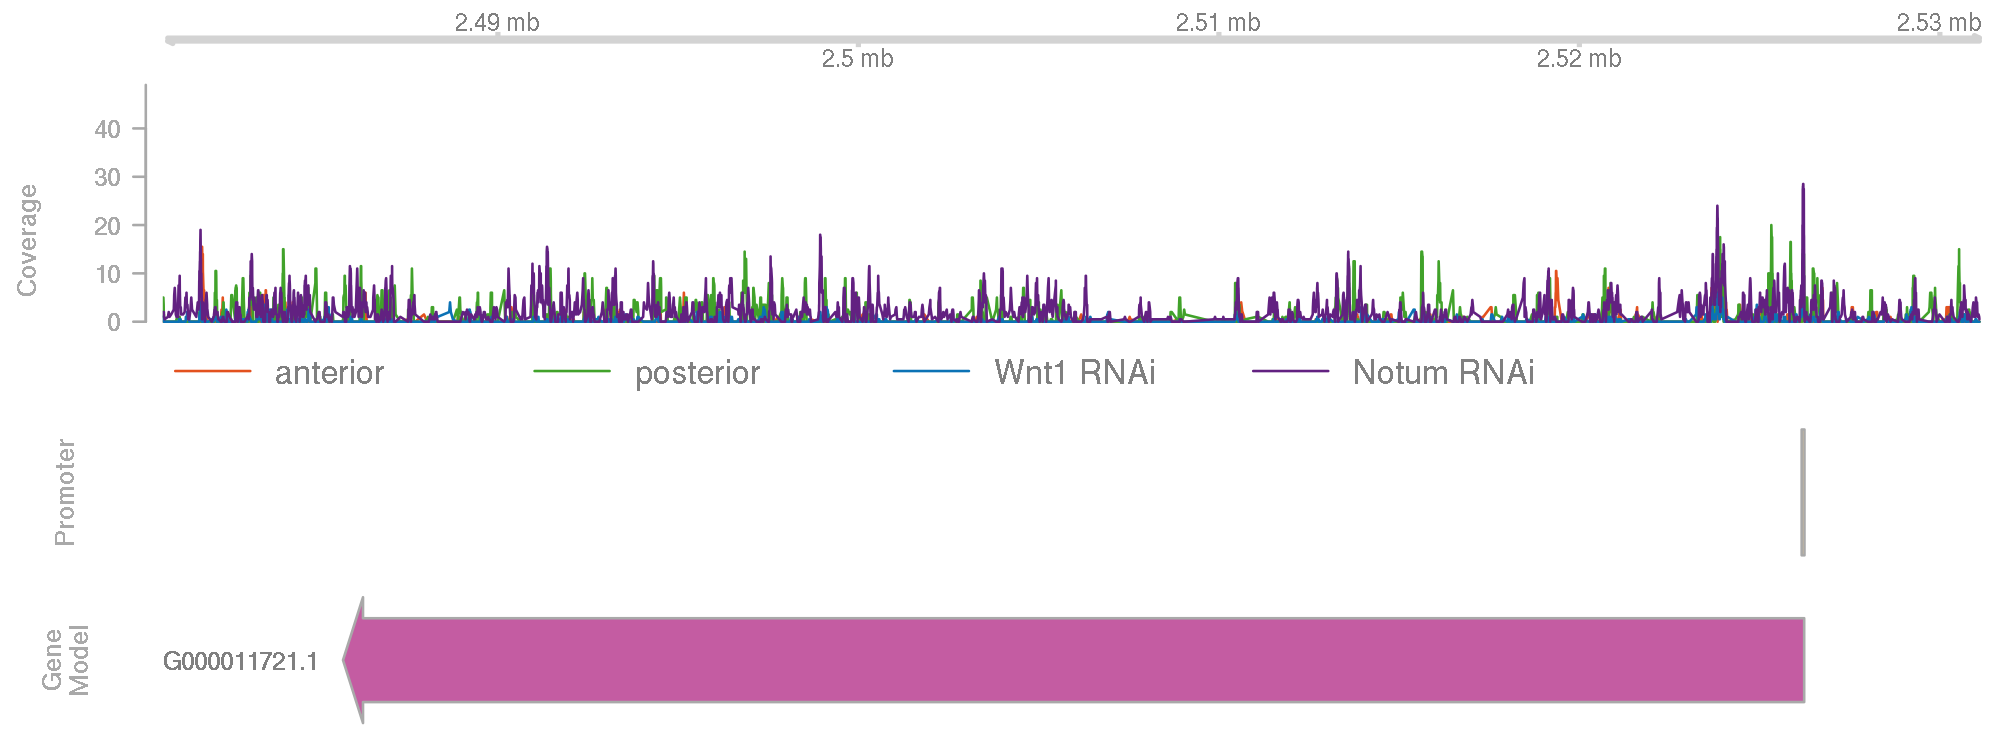 2.49 mb
2.51 mb
2.53 mb
2.5 mb
2.52 mb
Coverage
40
30
20
10
0
anterior
posterior
Wnt1 RNAi
Notum RNAi
Promoter
Gene
Model
G000011721.1